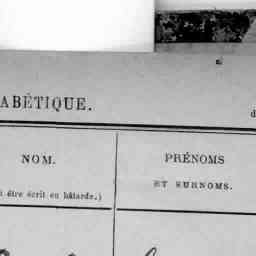 ABÉTIQUE.
NOM.
PRÉNOMS
ET SURNOMS.
être écrit en bâtarde.)